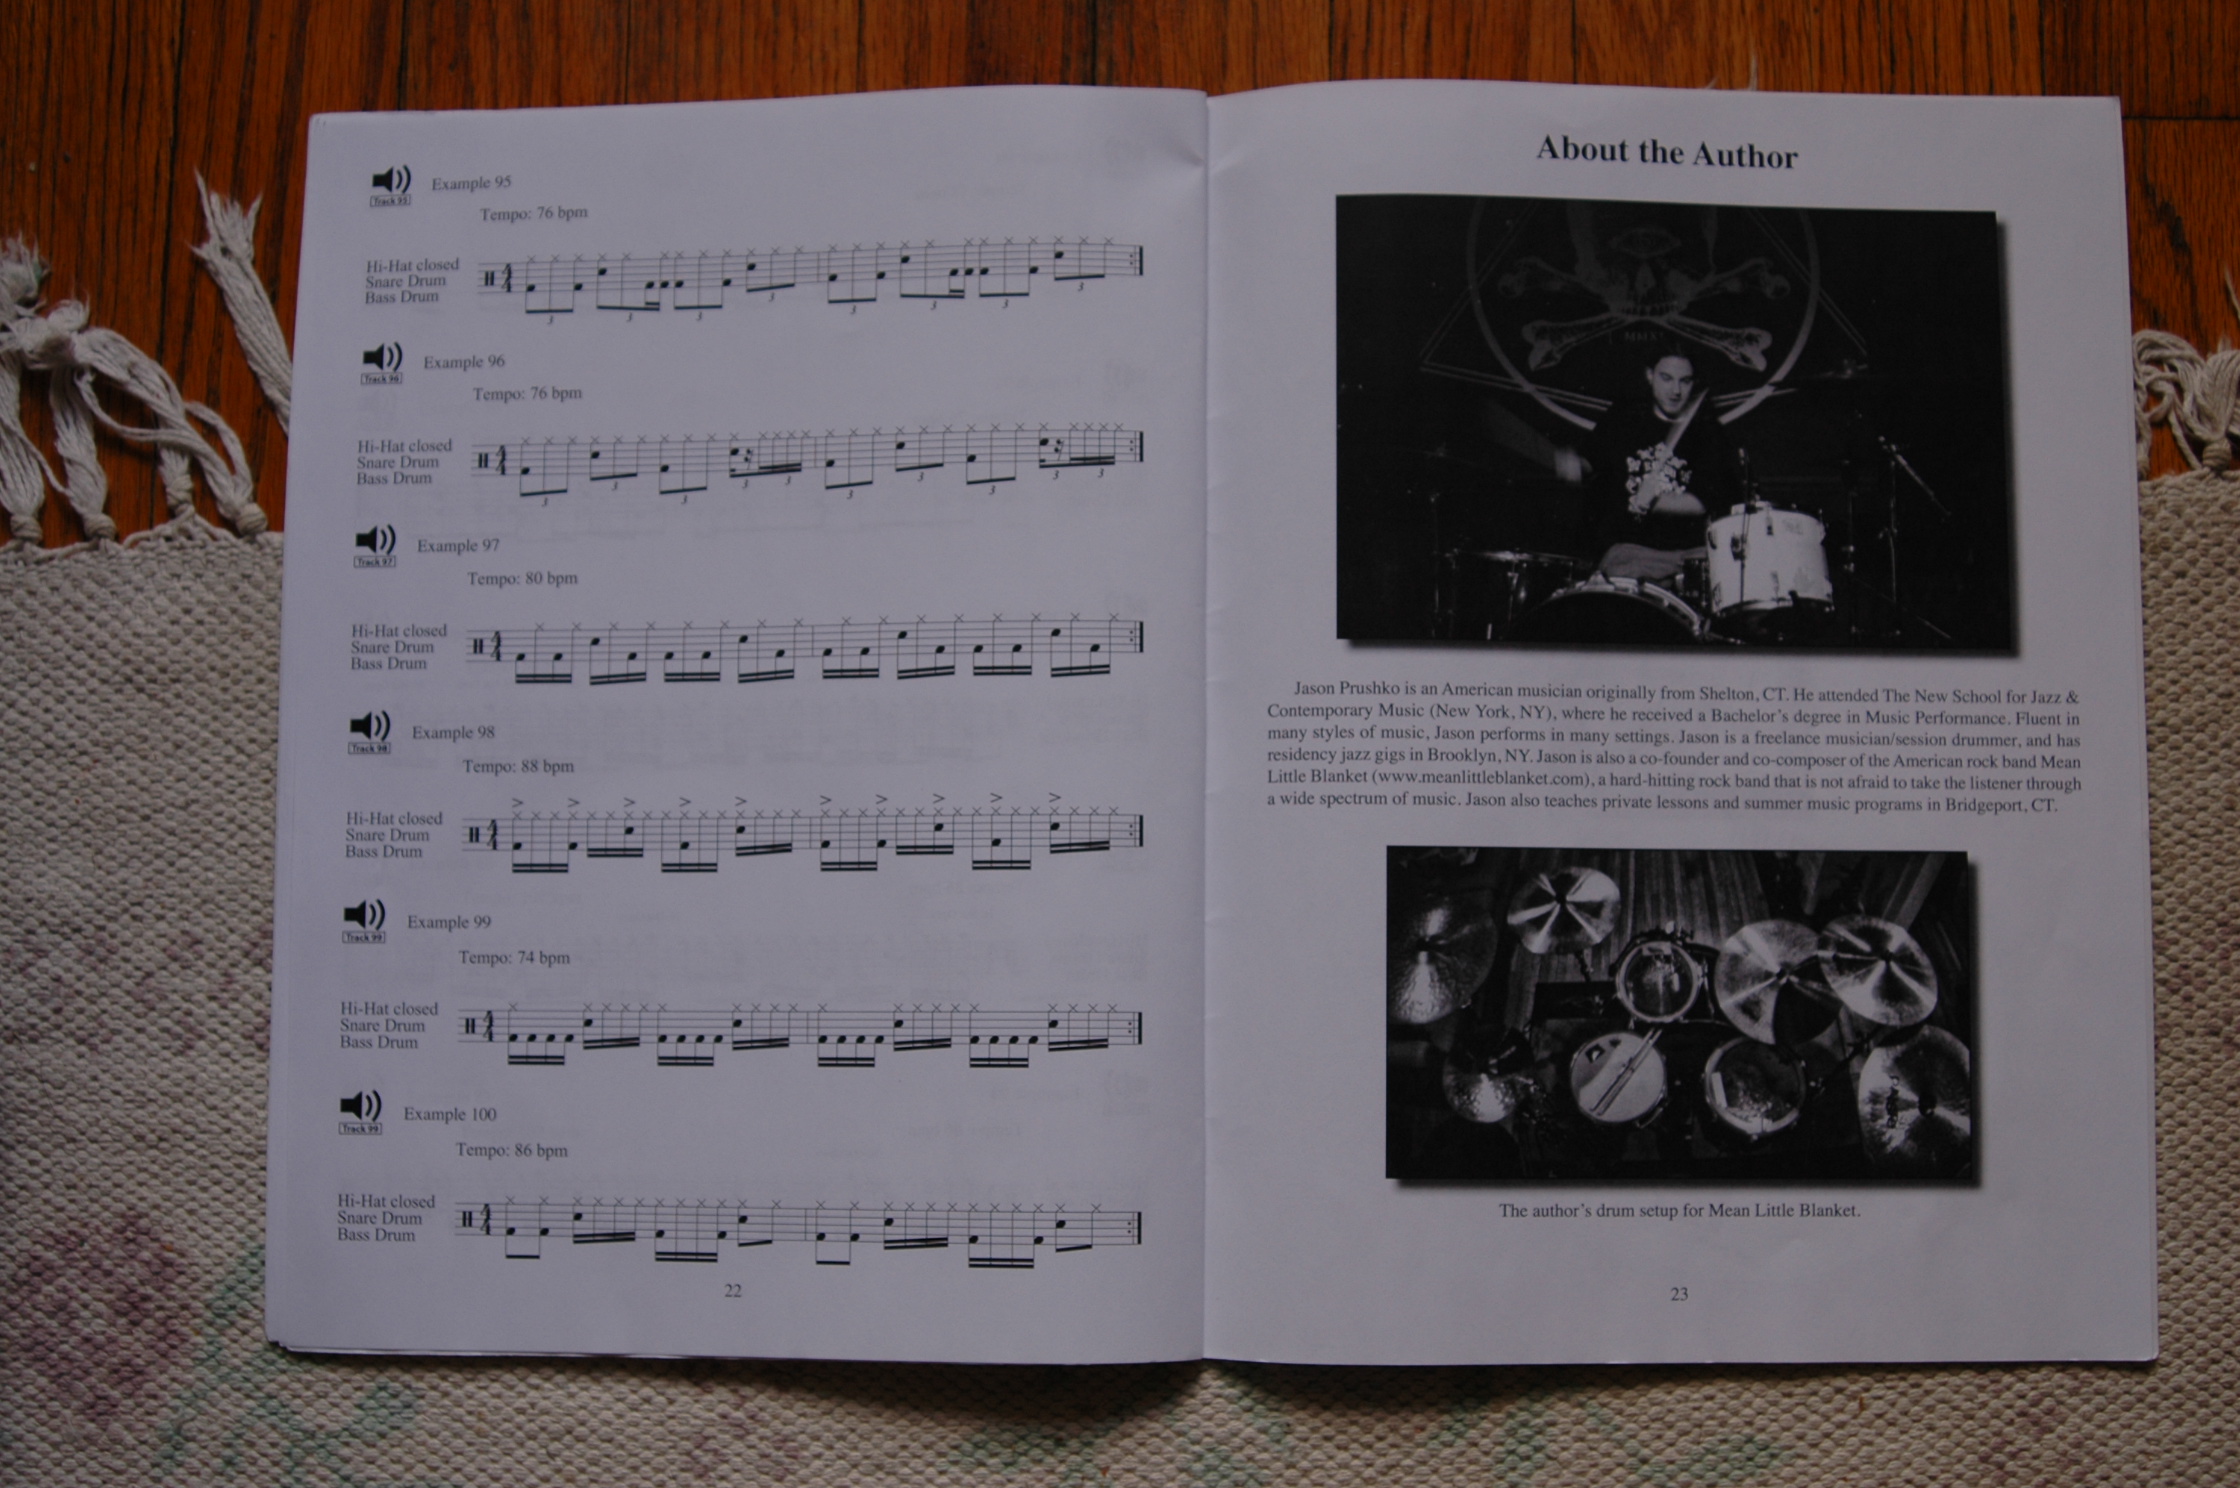 Track 95
Example 95
Tempo: 76 bpm
Hi-Hat closed
Snare Drum
Bass Drum
4
4
3 3 3 3 3 3 3 3
Track 96
Example 96
Tempo: 76 bpm
Hi-Hat closed
Snare Drum
Bass Drum
4
4
3 3 3 3 3 3 3 3 3 3
Track 97
Example 97
Tempo: 80 bpm
Hi-Hat closed
Snare Drum
Bass Drum
4
4
Track 98
Example 98
Tempo: 88 bpm
Hi-Hat closed
Snare Drum
Bass Drum
4
4
Track 99
Example 99
Tempo: 74 bpm
Hi-Hat closed
Snare Drum
Bass Drum
4
4
Track 99
Example 100
Tempo: 86 bpm
Hi-Hat closed
Snare Drum
Bass Drum
4
4
22
About the Author
Jason Prushko is an American musician originally from Shelton, CT. He attended The New School for Jazz &
Contemporary Music (New York, NY), where he received a Bachelor's degree in Music Performance. Fluent in
many styles of music, Jason performs in many settings. Jason is a freelance musician/session drummer, and has
residency jazz gigs in Brooklyn, NY. Jason is also a co-founder and co-composer of the American rock band Mean
Little Blanket (www.meanlittleblanket.com), a hard-hitting rock band that is not afraid to take the listener through
a wide spectrum of music. Jason also teaches private lessons and summer music programs in Bridgeport, CT.
The author's drum setup for Mean Little Blanket.
23